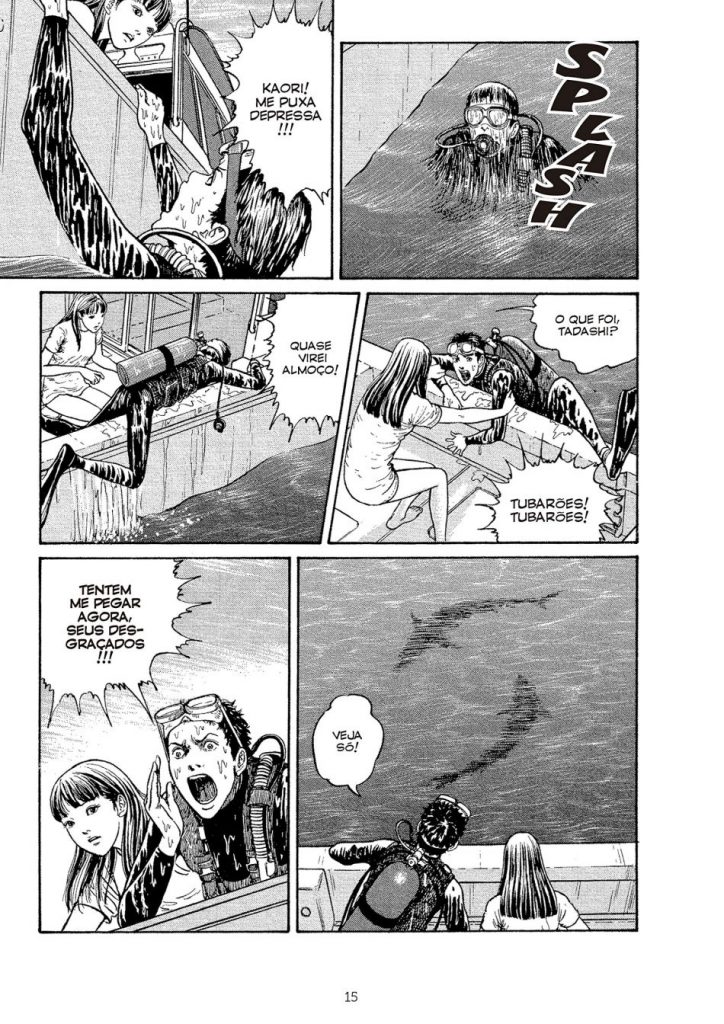 SPLASH
KAORI!
ME PUXA
DEPRESSA
!!!
O QUE FOI,
TADASHI?
TUBARÕES!
TUBARÕES!
QUASE
VIREI
ALMOÇO!
VEJA
SÓ!
TENTEM
ME PEGAR
AGORA,
SEUS DES-
GRAÇADOS
!!!
15